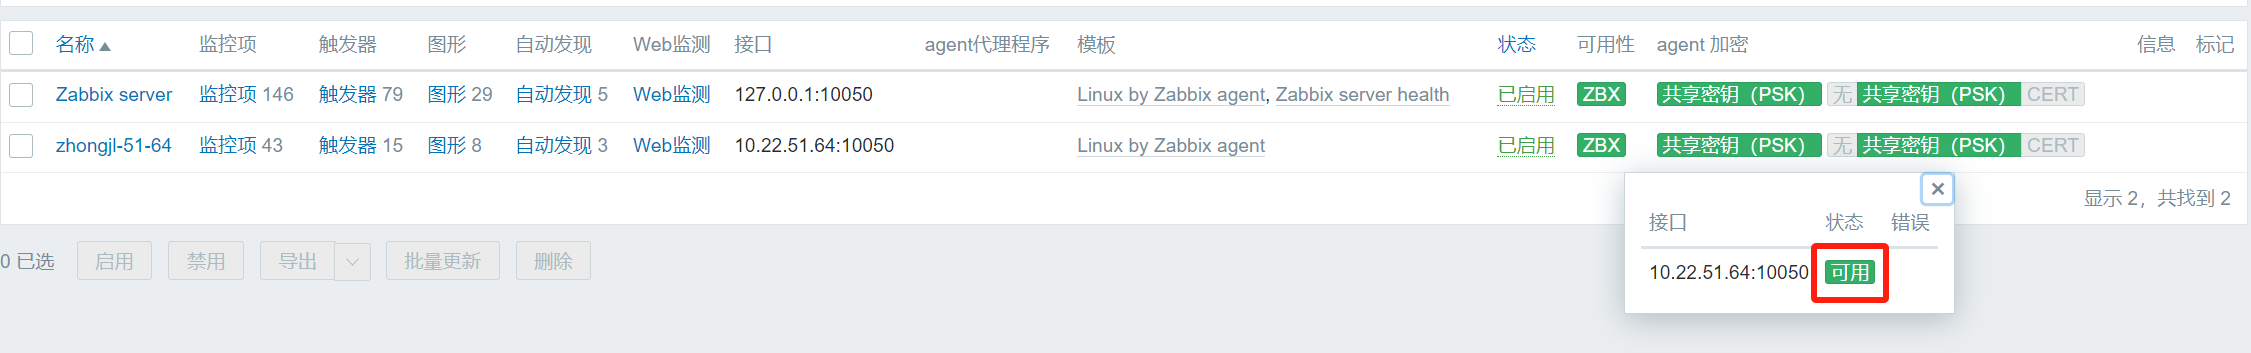 名称 监控项 触发器 图形 自动发现 Web监测 接口 agent代理程序 模板 状态 可用性 agent 加密 信息 标记
Zabbix server 监控项 146 触发器 79 图形 29 自动发现 5 Web监测 127.0.0.1:10050 Linux by Zabbix agent, Zabbix server health 已启用 ZBX 共享密钥（PSK） 无 共享密钥（PSK） CERT
zhongjl-51-64 监控项 43 触发器 15 图形 8 自动发现 3 Web监测 10.22.51.64:10050 Linux by Zabbix agent 已启用 ZBX 共享密钥（PSK） 无 共享密钥（PSK） CERT
显示 2，共找到 2
0 已选 启用 禁用 导出 批量更新 删除
接口 状态 错误
10.22.51.64:10050 可用